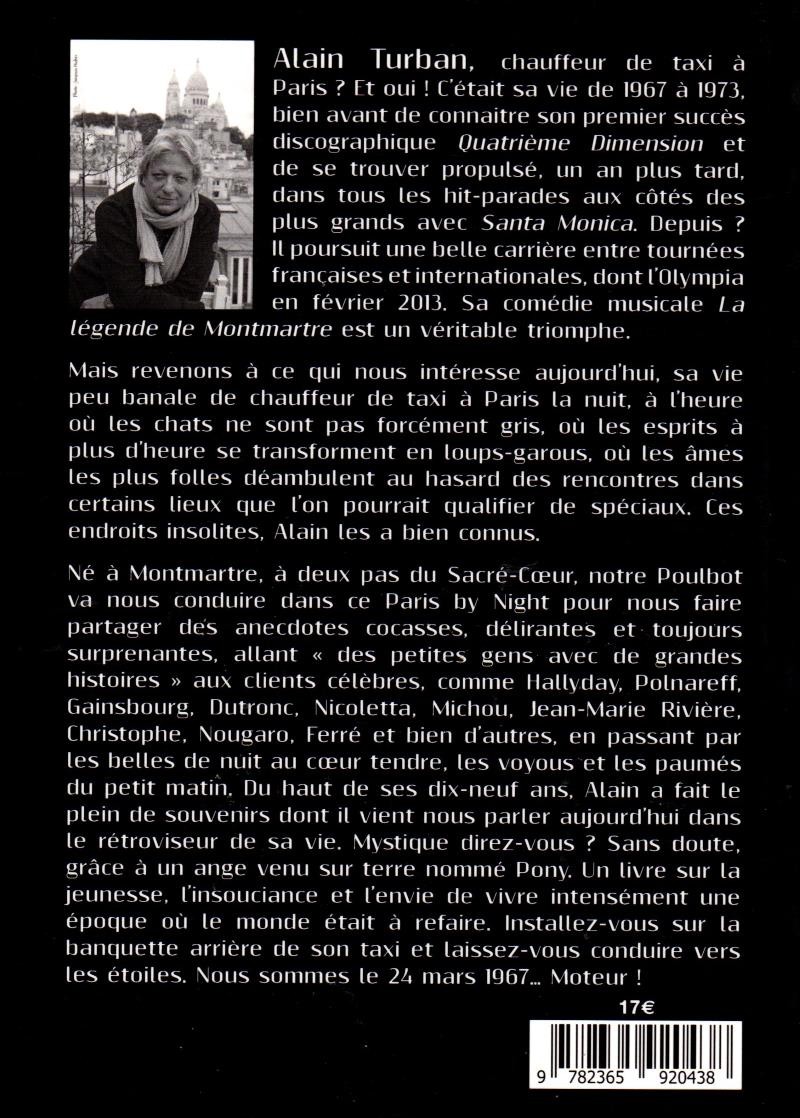 Photo : Jacques Habas
Alain Turban, chauffeur de taxi à
Paris ? Et oui ! C'était sa vie de 1967 à 1973,
bien avant de connaitre son premier succès
discographique Quatrième Dimension et
de se trouver propulsé, un an plus tard,
dans tous les hit-parades aux côtés des
plus grands avec Santa Monica. Depuis ?
Il poursuit une belle carrière entre tournées
françaises et internationales, dont l'Olympia
en février 2013. Sa comédie musicale La
légende de Montmartre est un véritable triomphe.
Mais revenons à ce qui nous intéresse aujourd'hui, sa vie
peu banale de chauffeur de taxi à Paris la nuit, à l'heure
où les chats ne sont pas forcément gris, où les esprits à
plus d'heure se transforment en loups-garous, où les âmes
les plus folles déambulent au hasard des rencontres dans
certains lieux que l'on pourrait qualifier de spéciaux. Ces
endroits insolites, Alain les a bien connus.
Né à Montmartre, à deux pas du Sacré-Cœur, notre Poulbot
va nous conduire dans ce Paris by Night pour nous faire
partager des anecdotes cocasses, délirantes et toujours
surprenantes, allant « des petites gens avec de grandes
histoires » aux clients célèbres, comme Hallyday, Polnareff,
Gainsbourg, Dutronc, Nicoletta, Michou, Jean-Marie Rivière,
Christophe, Nougaro, Ferré et bien d'autres, en passant par
les belles de nuit au cœur tendre, les voyous et les paumés
du petit matin. Du haut de ses dix-neuf ans, Alain a fait le
plein de souvenirs dont il vient nous parler aujourd'hui dans
le rétroviseur de sa vie. Mystique direz-vous ? Sans doute,
grâce à un ange venu sur terre nommé Pony. Un livre sur la
jeunesse, l'insouciance et l'envie de vivre intensément une
époque où le monde était à refaire. Installez-vous sur la
banquette arrière de son taxi et laissez-vous conduire vers
les étoiles. Nous sommes le 24 mars 1967... Moteur !
17€
9 782365 920438